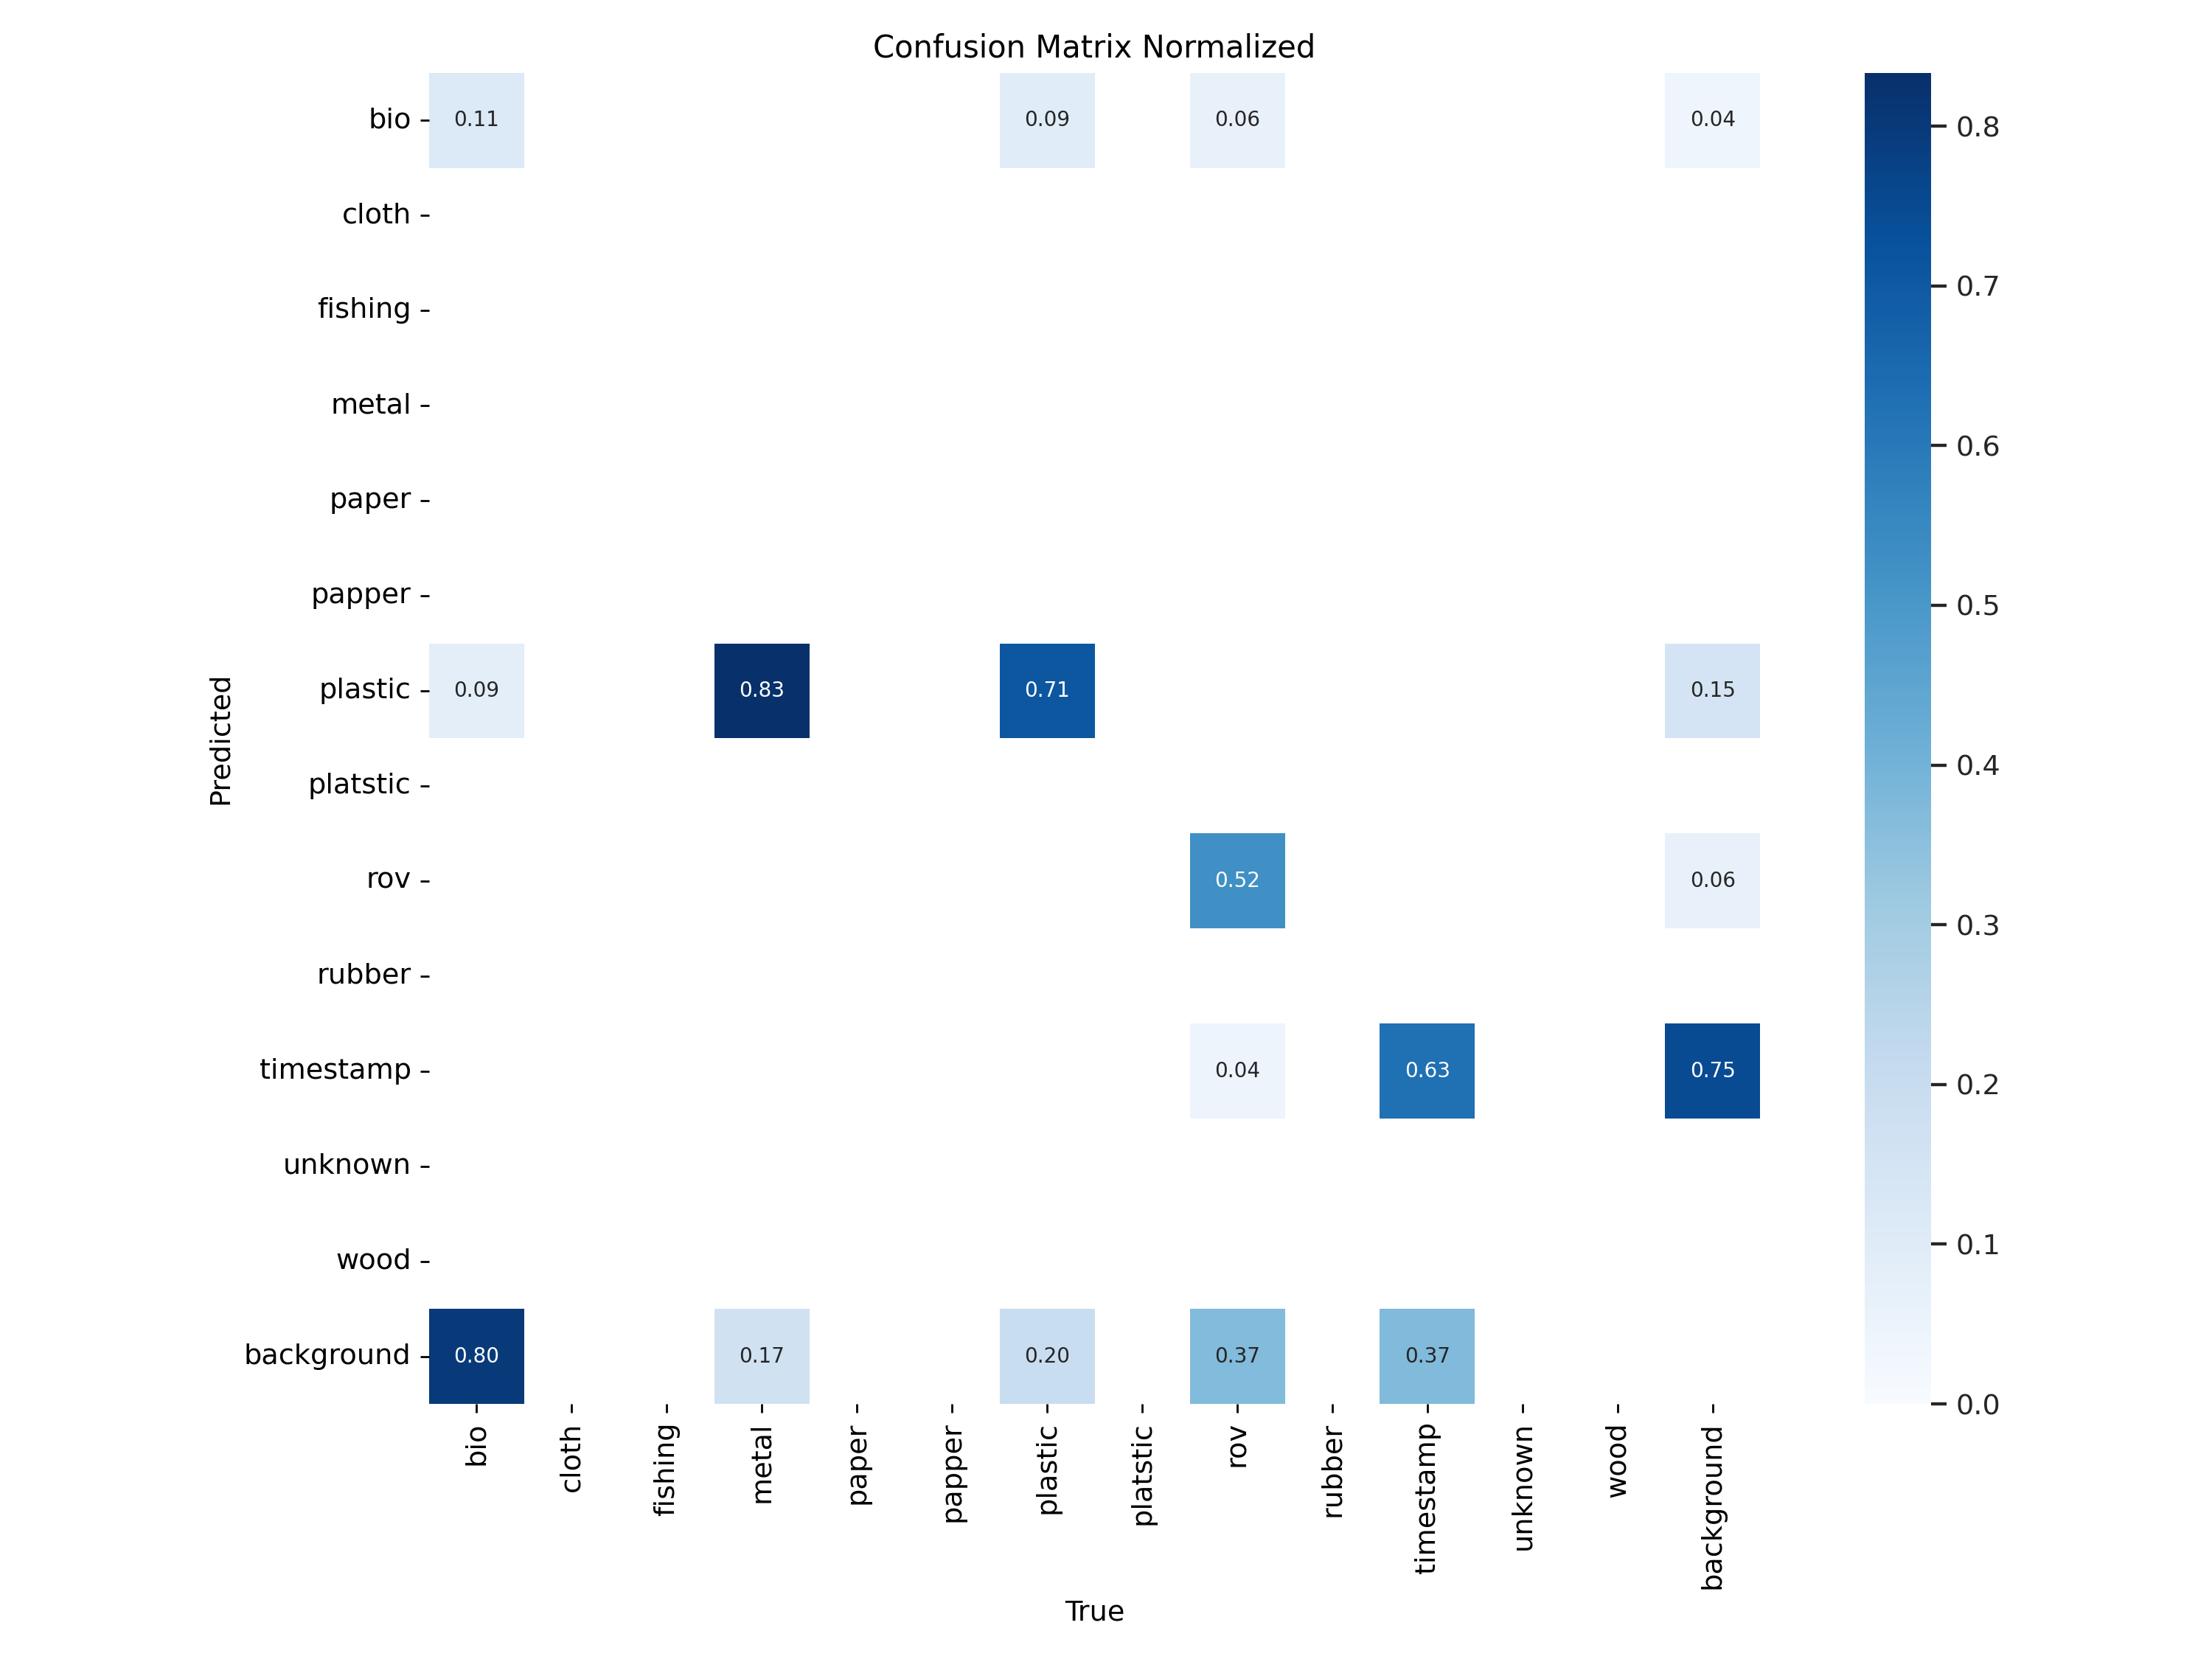 Confusion Matrix Normalized
bio 0.11 0.09 0.06 0.04
cloth
fishing
metal
paper
papper
plastic 0.09 0.83 0.71 0.15
platstic
rov 0.52 0.06
rubber
timestamp 0.04 0.63 0.75
unknown
wood
background 0.80 0.17 0.20 0.37 0.37
Predicted
bio cloth fishing metal paper papper plastic platstic rov rubber timestamp unknown wood background
True
0.8
0.7
0.6
0.5
0.4
0.3
0.2
0.1
0.0